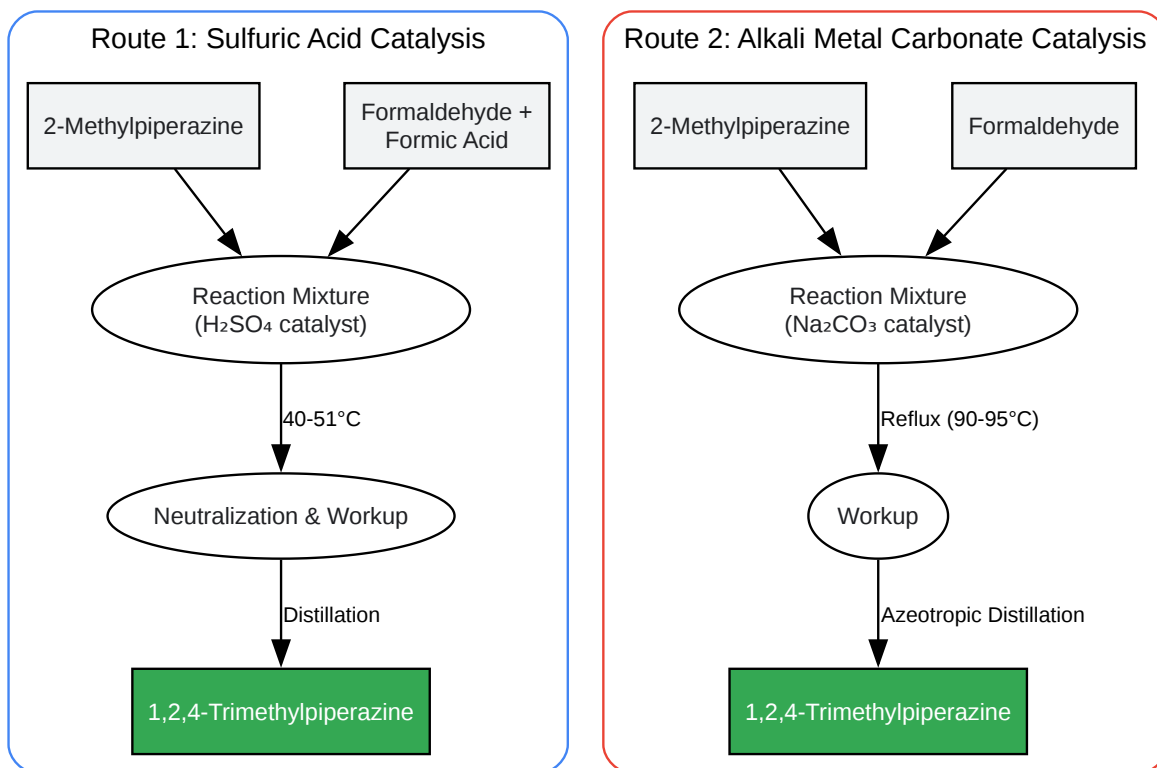 Route 1: Sulfuric Acid Catalysis
2-Methylpiperazine
Formaldehyde +
Formic Acid
Reaction Mixture
(H₂SO₄ catalyst)
40-51°C
Neutralization & Workup
Distillation
1,2,4-Trimethylpiperazine
Route 2: Alkali Metal Carbonate Catalysis
2-Methylpiperazine
Formaldehyde
Reaction Mixture
(Na₂CO₃ catalyst)
Reflux (90-95°C)
Workup
Azeotropic Distillation
1,2,4-Trimethylpiperazine